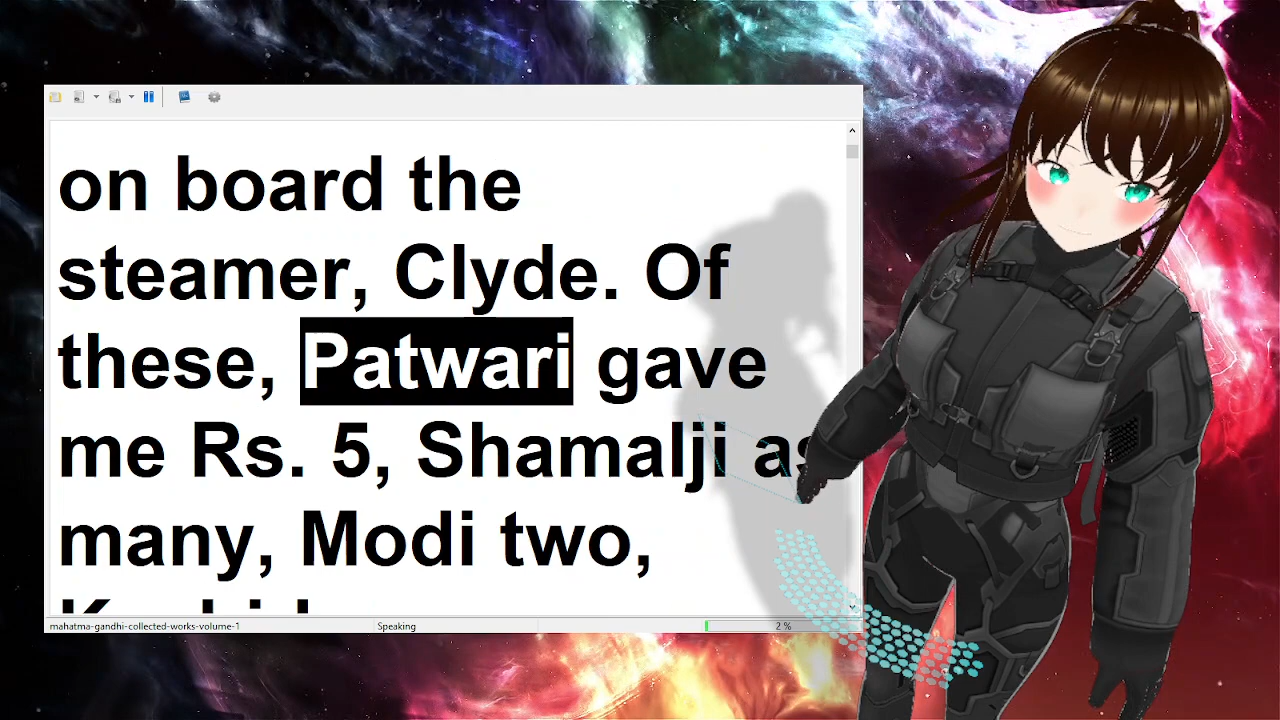 on board the
steamer, Clyde. Of
these, Patwari gave
me Rs. 5, Shamalji as
many, Modi two,
mahatma-gandhi-collected-works-volume-1 Speaking 2 %